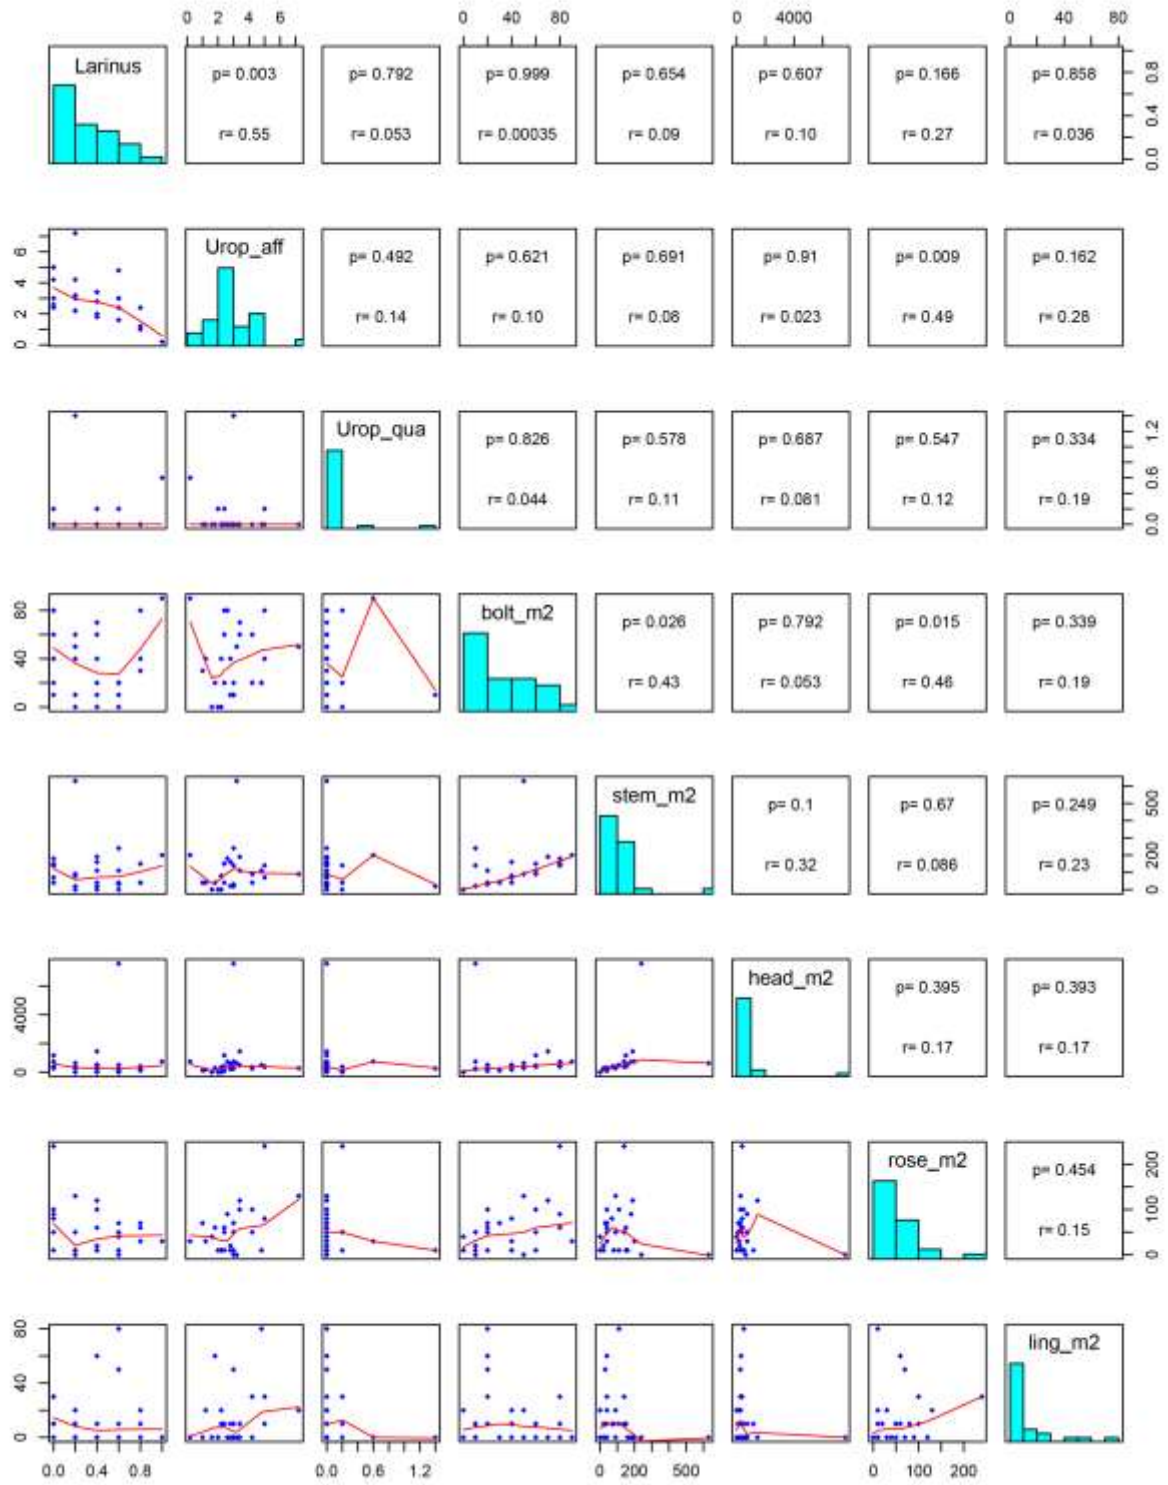 0 2 4 6 0 40 80 0 4000 0 40 80
Larinus
p= 0.003 p= 0.792 p= 0.999 p= 0.654 p= 0.607 p= 0.166 p= 0.858
r= 0.55 r= 0.053 r= 0.00035 r= 0.09 r= 0.10 r= 0.27 r= 0.036
0.0 0.4 0.8
0 2 4 6
Urop_aff
p= 0.492 p= 0.621 p= 0.691 p= 0.91 p= 0.009 p= 0.162
r= 0.14 r= 0.10 r= 0.08 r= 0.023 r= 0.49 r= 0.28
Urop_qua
p= 0.826 p= 0.578 p= 0.687 p= 0.547 p= 0.334
r= 0.044 r= 0.11 r= 0.081 r= 0.12 r= 0.19
0.0 0.6 1.2
0 40 80
bolt_m2
p= 0.026 p= 0.792 p= 0.015 p= 0.339
r= 0.43 r= 0.053 r= 0.46 r= 0.19
stem_m2
p= 0.1 p= 0.67 p= 0.249
r= 0.32 r= 0.086 r= 0.23
0 200 500
0 4000
head_m2
p= 0.395 p= 0.393
r= 0.17 r= 0.17
rose_m2
p= 0.454
r= 0.15
0 100 200
0 40 80
ling_m2
0.0 0.4 0.8 0.0 0.6 1.2 0 200 500 0 100 200